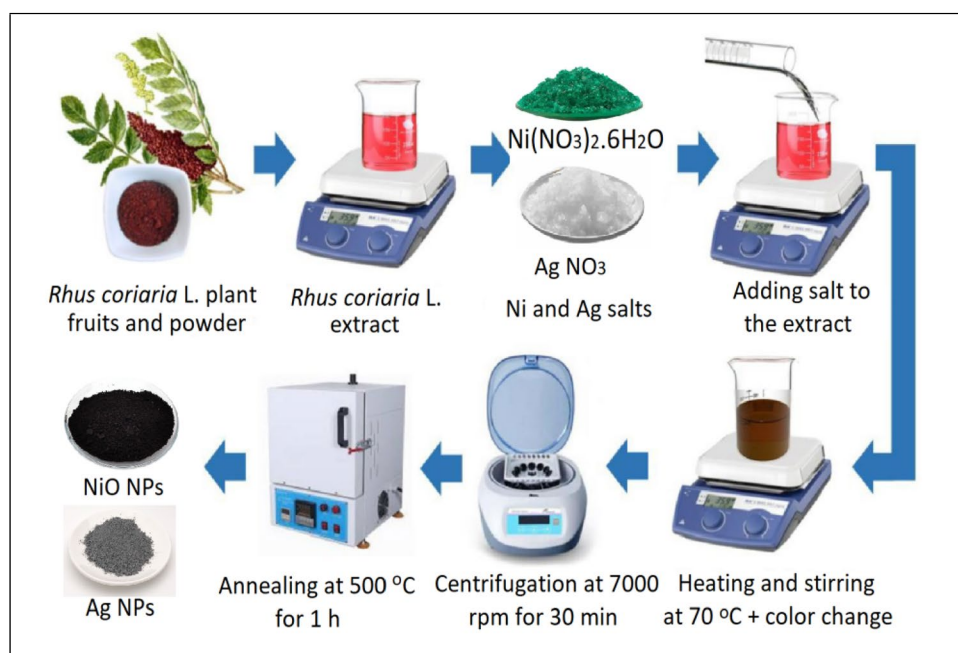 Rhus coriaria L. plant
fruits and powder
Rhus coriaria L.
extract
Ni(NO₃)₂.6H₂O
Ag NO₃
Ni and Ag salts
Adding salt to
the extract
Heating and stirring
at 70 ºC + color change
Centrifugation at 7000
rpm for 30 min
Annealing at 500 ºC
for 1 h
NiO NPs
Ag NPs